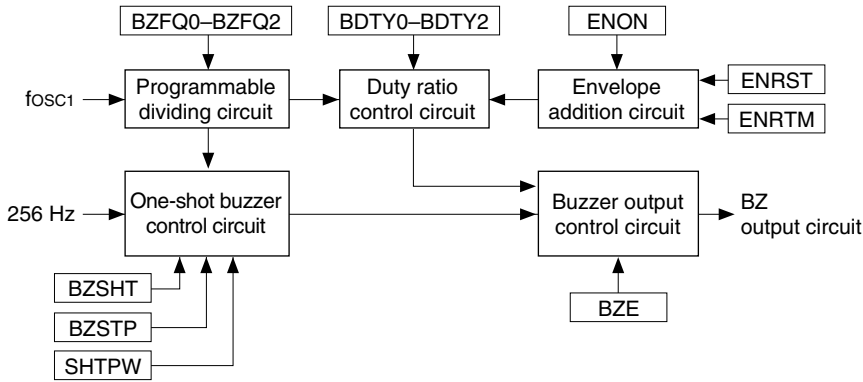 BZFQ0–BZFQ2
BDTY0–BDTY2
ENON
fOSC1
Programmable
dividing circuit
Duty ratio
control circuit
Envelope
addition circuit
ENRST
ENRTM
256 Hz
One-shot buzzer
control circuit
Buzzer output
control circuit
BZ
output circuit
BZSHT
BZSTP
SHTPW
BZE